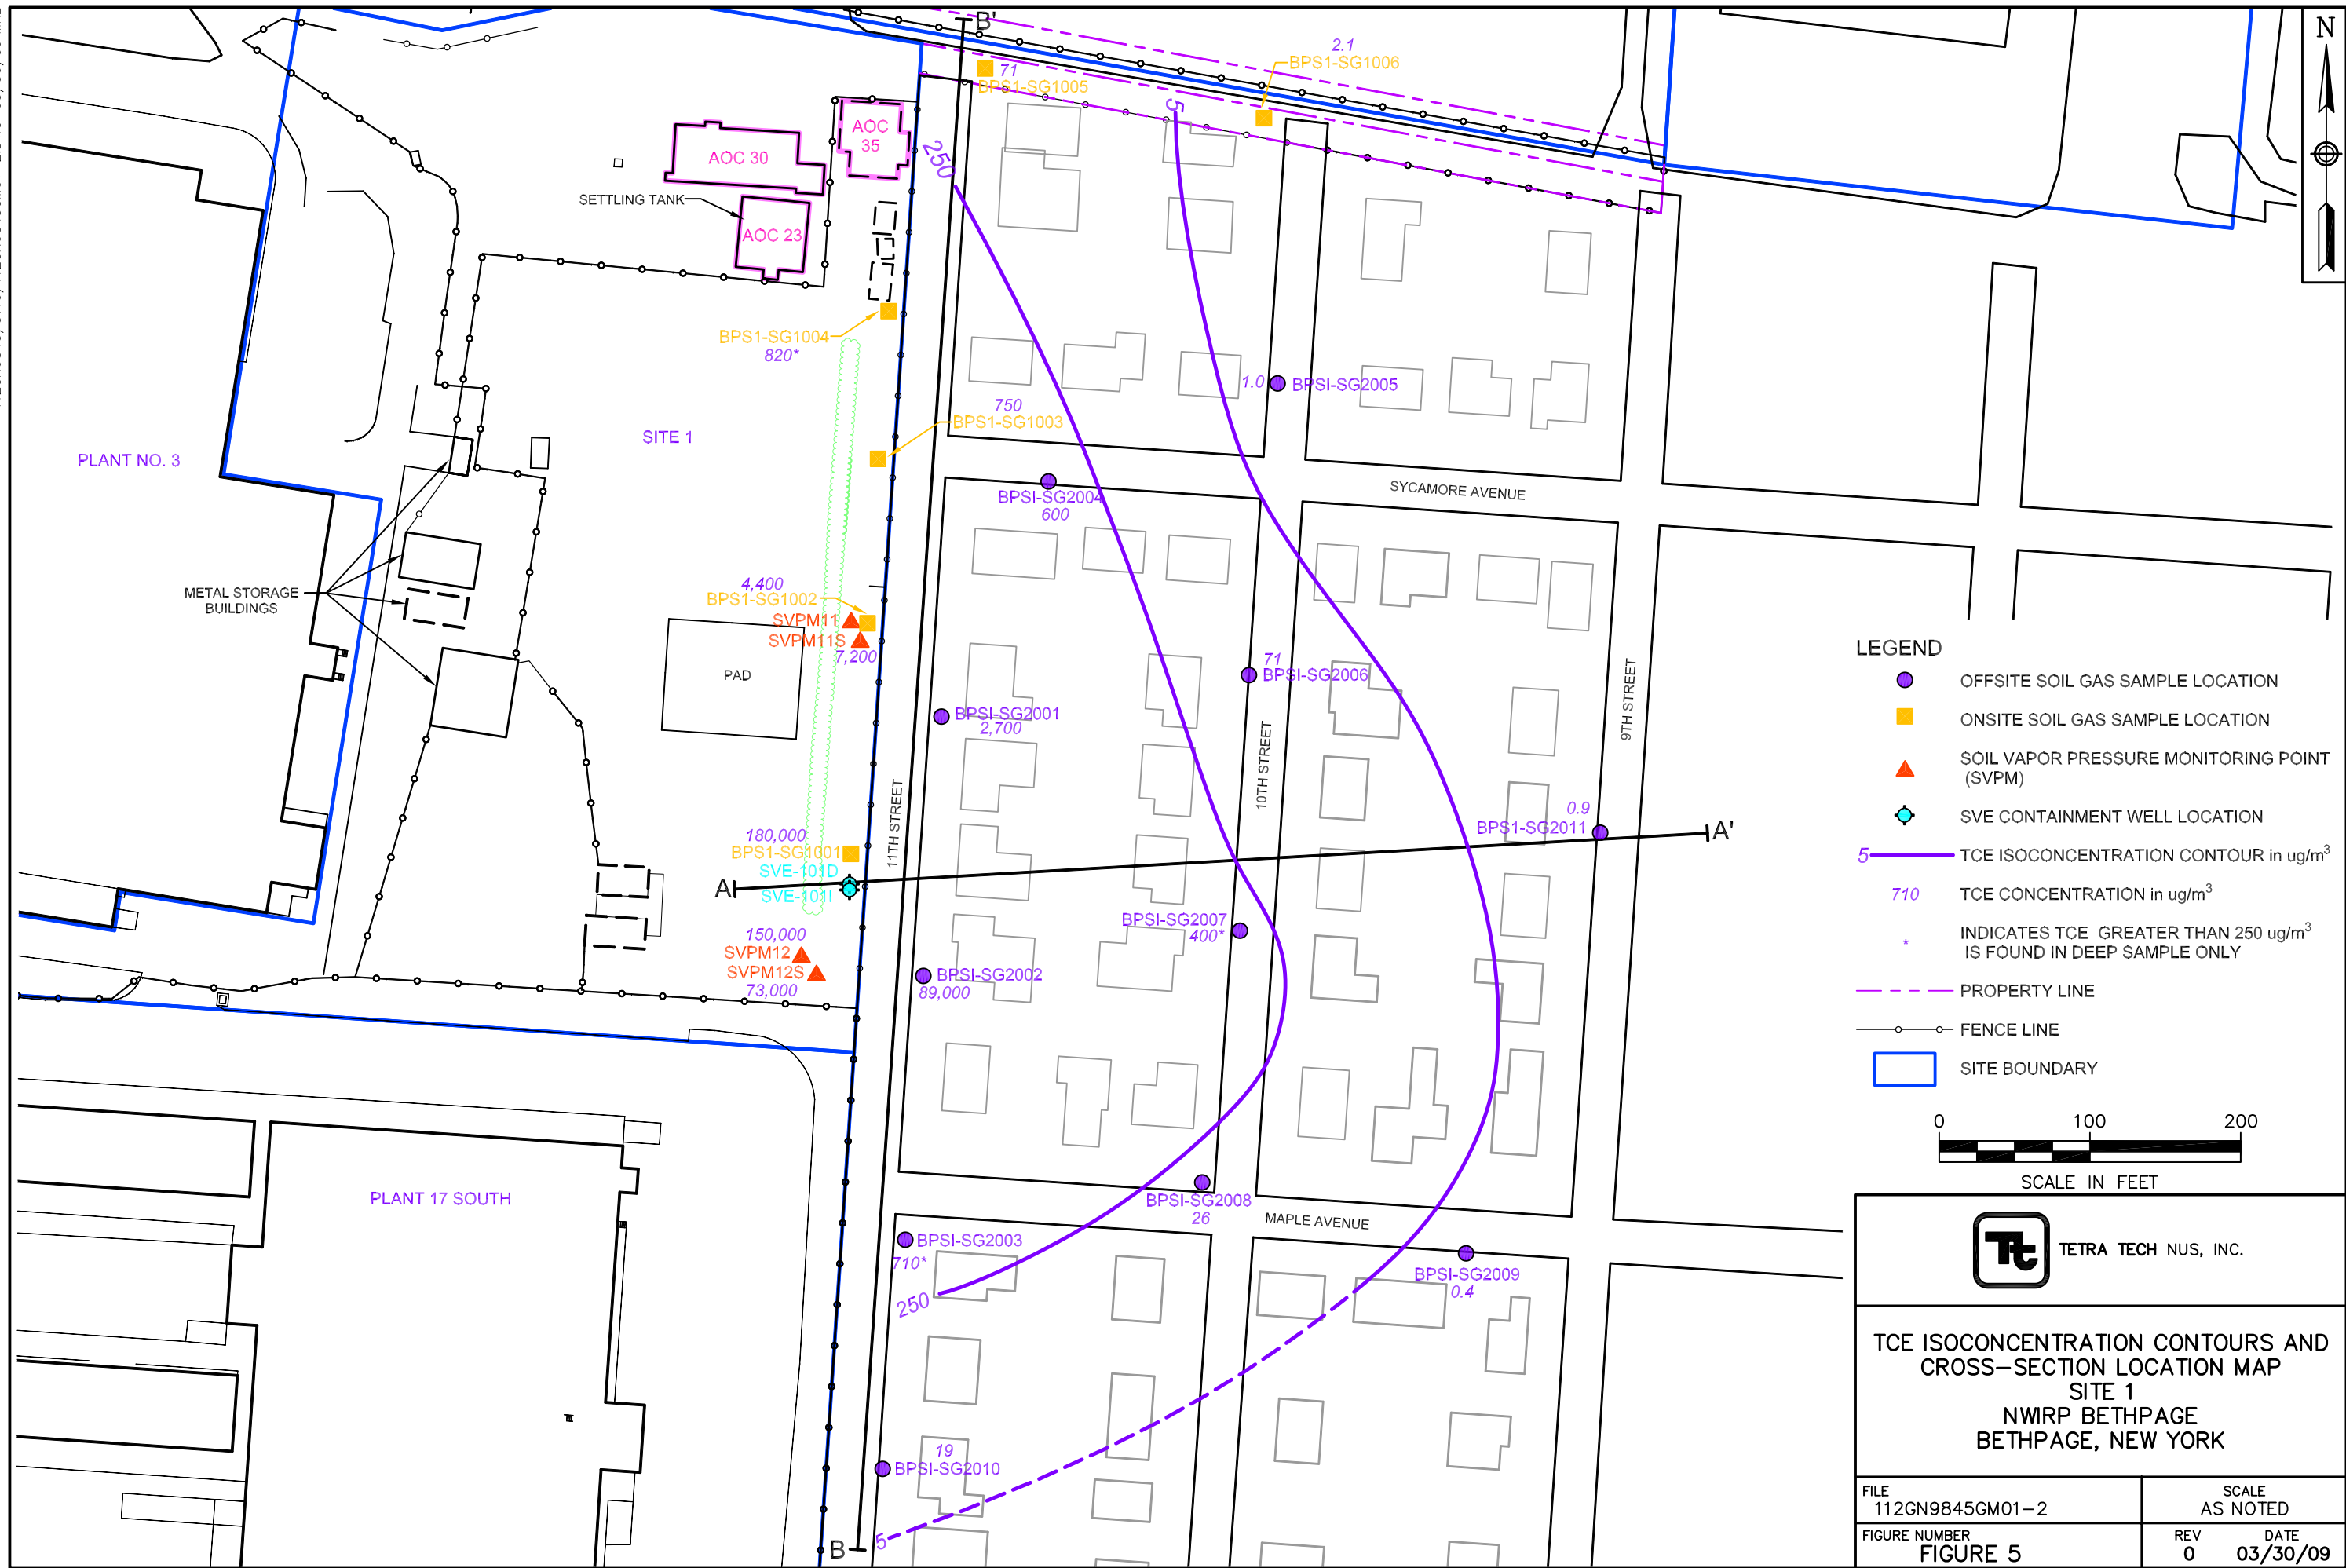 B'
N
2.1
BPS1-SG1006
71
BPS1-SG1005
5
AOC
35
AOC 30
250
SETTLING TANK
AOC 23
BPS1-SG1004
820*
1.0
BPSI-SG2005
750
BPS1-SG1003
SITE 1
PLANT NO. 3
SYCAMORE AVENUE
BPSI-SG2004
600
4,400
BPS1-SG1002
METAL STORAGE
BUILDINGS
SVPM11
SVPM11S
7,200
PAD
71
BPSI-SG2006
9TH STREET
BPSI-SG2001
2,700
10TH STREET
11TH STREET
0.9
BPS1-SG2011
A'
180,000
BPS1-SG1001
SVE-101D
A
SVE-101I
BPSI-SG2007
400*
150,000
SVPM12
SVPM12S
73,000
BPSI-SG2002
89,000
PLANT 17 SOUTH
BPSI-SG2008
26
MAPLE AVENUE
BPSI-SG2003
710*
250
BPSI-SG2009
0.4
19
BPSI-SG2010
B
5
LEGEND
OFFSITE SOIL GAS SAMPLE LOCATION
ONSITE SOIL GAS SAMPLE LOCATION
SOIL VAPOR PRESSURE MONITORING POINT
(SVPM)
SVE CONTAINMENT WELL LOCATION
5 TCE ISOCONCENTRATION CONTOUR in ug/m³
710 TCE CONCENTRATION in ug/m³
* INDICATES TCE GREATER THAN 250 ug/m³
IS FOUND IN DEEP SAMPLE ONLY
PROPERTY LINE
FENCE LINE
SITE BOUNDARY
0 100 200
SCALE IN FEET
Tt TETRA TECH NUS, INC.
TCE ISOCONCENTRATION CONTOURS AND
CROSS-SECTION LOCATION MAP
SITE 1
NWIRP BETHPAGE
BETHPAGE, NEW YORK
FILE
112GN9845GM01-2
SCALE
AS NOTED
FIGURE NUMBER
FIGURE 5
REV
0
DATE
03/30/09